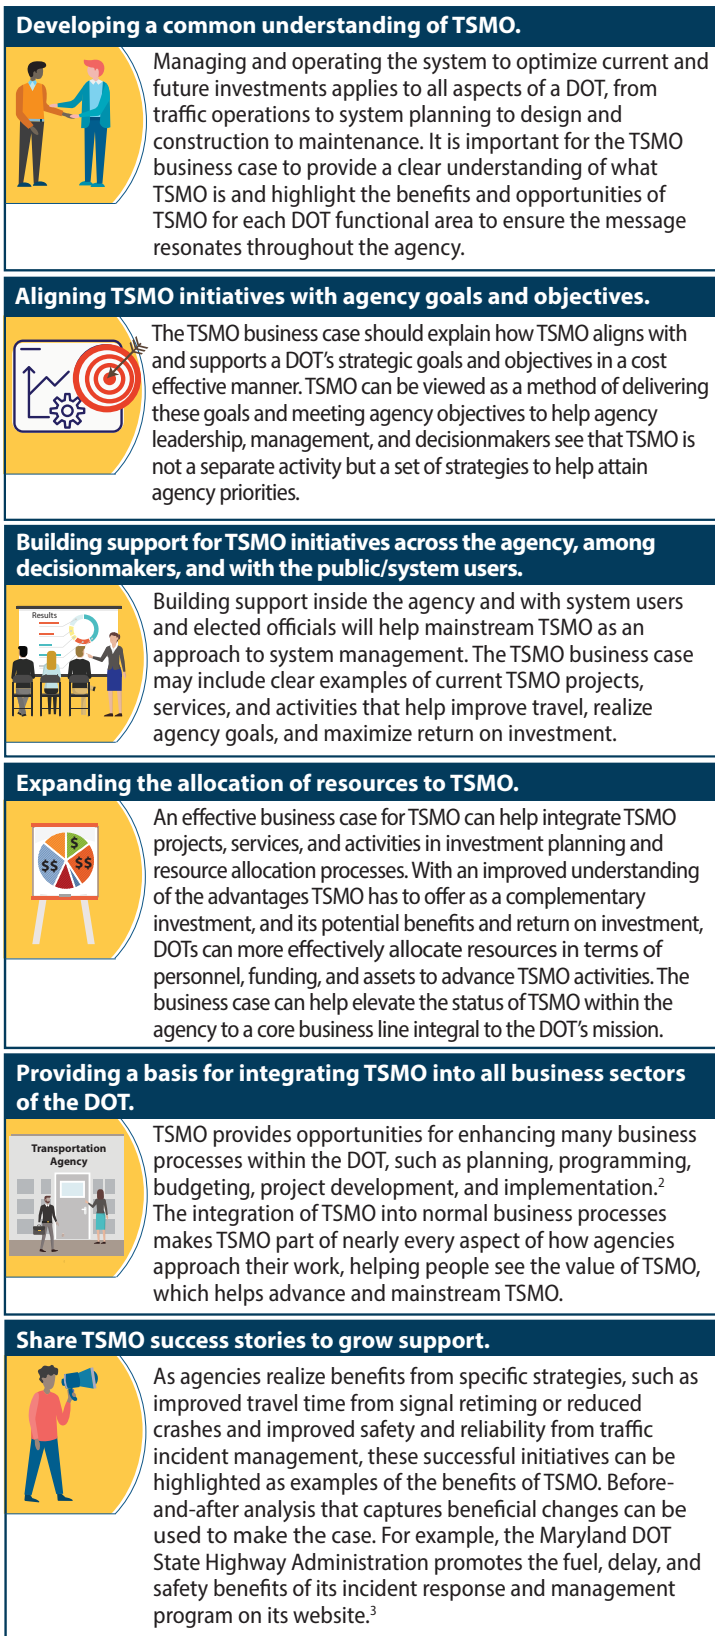 Developing a common understanding of TSMO.
Managing and operating the system to optimize current and
future investments applies to all aspects of a DOT, from
traffic operations to system planning to design and
construction to maintenance. It is important for the TSMO
business case to provide a clear understanding of what
TSMO is and highlight the benefits and opportunities of
TSMO for each DOT functional area to ensure the message
resonates throughout the agency.
Aligning TSMO initiatives with agency goals and objectives.
The TSMO business case should explain how TSMO aligns with
and supports a DOT's strategic goals and objectives in a cost
effective manner. TSMO can be viewed as a method of delivering
these goals and meeting agency objectives to help agency
leadership, management, and decisionmakers see that TSMO is
not a separate activity but a set of strategies to help attain
agency priorities.
Building support for TSMO initiatives across the agency, among
decisionmakers, and with the public/system users.
Results
Building support inside the agency and with system users
and elected officials will help mainstream TSMO as an
approach to system management. The TSMO business case
may include clear examples of current TSMO projects,
services, and activities that help improve travel, realize
agency goals, and maximize return on investment.
Expanding the allocation of resources to TSMO.
$
$$
$$
An effective business case for TSMO can help integrate TSMO
projects, services, and activities in investment planning and
resource allocation processes. With an improved understanding
of the advantages TSMO has to offer as a complementary
investment, and its potential benefits and return on investment,
DOTs can more effectively allocate resources in terms of
personnel, funding, and assets to advance TSMO activities. The
business case can help elevate the status of TSMO within the
agency to a core business line integral to the DOT's mission.
Providing a basis for integrating TSMO into all business sectors
of the DOT.
Transportation
Agency
TSMO provides opportunities for enhancing many business
processes within the DOT, such as planning, programming,
budgeting, project development, and implementation.²
The integration of TSMO into normal business processes
makes TSMO part of nearly every aspect of how agencies
approach their work, helping people see the value of TSMO,
which helps advance and mainstream TSMO.
Share TSMO success stories to grow support.
As agencies realize benefits from specific strategies, such as
improved travel time from signal retiming or reduced
crashes and improved safety and reliability from traffic
incident management, these successful initiatives can be
highlighted as examples of the benefits of TSMO. Before-
and-after analysis that captures beneficial changes can be
used to make the case. For example, the Maryland DOT
State Highway Administration promotes the fuel, delay, and
safety benefits of its incident response and management
program on its website.³